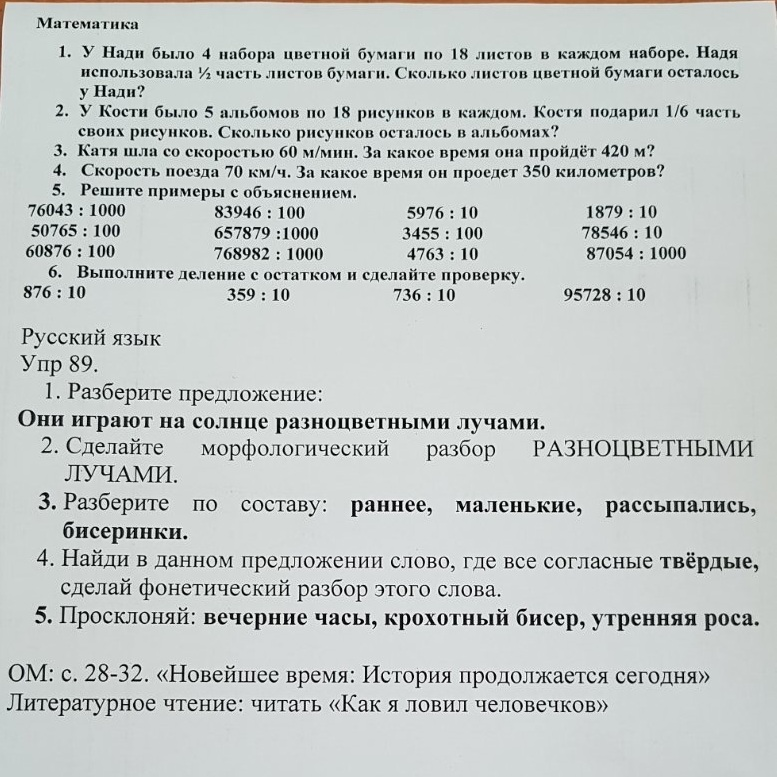 Математика
1. У Нади было 4 набора цветной бумаги по 18 листов в каждом наборе. Надя
использовала ½ часть листов бумаги. Сколько листов цветной бумаги осталось
у Нади?
2. У Кости было 5 альбомов по 18 рисунков в каждом. Костя подарил 1/6 часть
своих рисунков. Сколько рисунков осталось в альбомах?
3. Катя шла со скоростью 60 м/мин. За какое время она пройдёт 420 м?
4. Скорость поезда 70 км/ч. За какое время он проедет 350 километров?
5. Решите примеры с объяснением.
76043 : 1000 83946 : 100 5976 : 10 1879 : 10
50765 : 100 657879 :1000 3455 : 100 78546 : 10
60876 : 100 768982 : 1000 4763 : 10 87054 : 1000
6. Выполните деление с остатком и сделайте проверку.
876 : 10 359 : 10 736 : 10 95728 : 10
Русский язык
Упр 89.
1. Разберите предложение:
Они играют на солнце разноцветными лучами.
2. Сделайте морфологический разбор РАЗНОЦВЕТНЫМИ
ЛУЧАМИ.
3. Разберите по составу: раннее, маленькие, рассыпались,
бисеринки.
4. Найди в данном предложении слово, где все согласные твёрдые,
сделай фонетический разбор этого слова.
5. Просклоняй: вечерние часы, крохотный бисер, утренняя роса.
ОМ: с. 28-32. «Новейшее время: История продолжается сегодня»
Литературное чтение: читать «Как я ловил человечков»